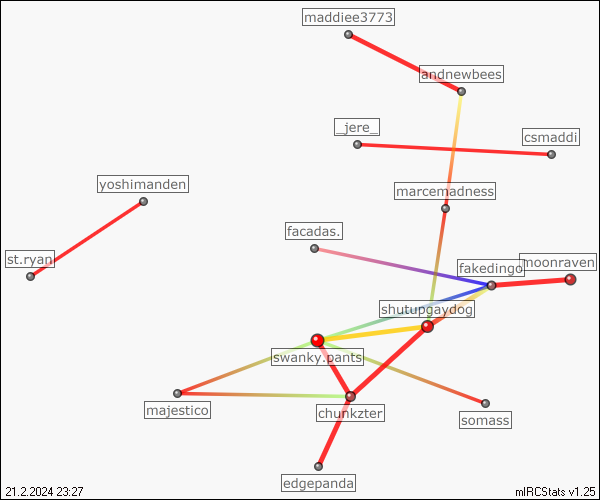 maddiee3773
andnewbees
_jere_
csmaddi
yoshimanden
marcemadness
facadas.
st.ryan
fakedingo
moonraven
shutupgaydog
swanky.pants
majestico
chunkzter
somass
edgepanda
21.2.2024 23:27
mIRCStats v1.25